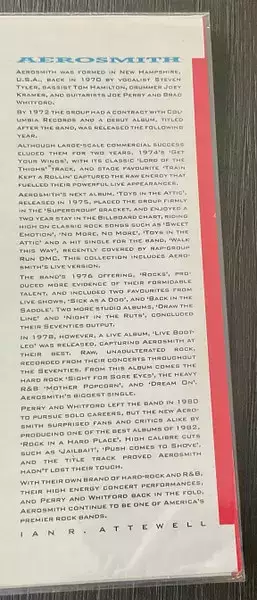 AEROSMITH
AEROSMITH WAS FORMED IN NEW HAMPSHIRE,
U.S.A., BACK IN 1970 BY VOCALIST STEVEN
TYLER, BASSIST TOM HAMILTON, DRUMMER JOEY
KRAMER, AND GUITARISTS JOE PERRY AND BRAD
WHITFORD.
BY 1972 THE GROUP HAD A CONTRACT WITH COLUMBIA
RECORDS AND A DEBUT ALBUM, TITLED
AFTER THE BAND, WAS RELEASED THE FOLLOWING
YEAR.
ALTHOUGH LARGE-SCALE COMMERCIAL SUCCESS
ELUDED THEM FOR TWO YEARS, 1974'S 'GET
YOUR WINGS', WITH ITS CLASSIC 'LORD OF THE
THIGHS' TRACK, AND STAGE FAVOURITE 'TRAIN
KEPT A ROLLIN' CAPTURED THE RAW ENERGY THAT
FUELLED THEIR POWERFUL LIVE APPEARANCES.
AEROSMITH'S NEXT ALBUM, 'TOYS IN THE ATTIC',
RELEASED IN 1975, PLACED THE GROUP FIRMLY
IN THE 'SUPERGROUP' BRACKET, AND ENJOYED A
TWO YEAR STAY IN THE BILLBOARD CHART, RIDING
HIGH ON CLASSIC ROCK SONGS SUCH AS 'SWEET
EMOTION', 'NO MORE, NO MORE', 'TOYS IN THE
ATTIC' AND A HIT SINGLE FOR THE BAND, 'WALK
THIS WAY', RECENTLY COVERED BY RAP-GROUP
RUN DMC. THIS COLLECTION INCLUDES AEROSMITH'S
LIVE VERSION.
THE BAND'S 1976 OFFERING, 'ROCKS', PRODUCED
MORE EVIDENCE OF THEIR FORMIDABLE
TALENT, AND INCLUDED TWO FAVOURITES FROM
LIVE SHOWS, 'SICK AS A DOG', AND 'BACK IN THE
SADDLE'. TWO MORE STUDIO ALBUMS, 'DRAW THE
LINE' AND 'NIGHT IN THE RUTS', CONCLUDED
THEIR SEVENTIES OUTPUT.
IN 1978, HOWEVER, A LIVE ALBUM, 'LIVE BOOTLEG'
WAS RELEASED, CAPTURING AEROSMITH AT
THEIR BEST. RAW, UNADULTERATED ROCK,
RECORDED FROM THEIR CONCERTS THROUGHOUT
THE SEVENTIES. FROM THIS ALBUM COMES THE
HARD ROCK 'SIGHT FOR SORE EYES', THE HEAVY
R&B 'MOTHER POPCORN', AND 'DREAM ON',
AEROSMITH'S BIGGEST SINGLE.
PERRY AND WHITFORD LEFT THE BAND IN 1980
TO PURSUE SOLO CAREERS, BUT THE NEW AEROSMITH
SURPRISED FANS AND CRITICS ALIKE BY
PRODUCING ONE OF THE BEST ALBUMS OF 1982,
'ROCK IN A HARD PLACE'. HIGH CALIBRE CUTS
SUCH AS 'JAILBAIT', 'PUSH COMES TO SHOVE',
AND THE TITLE TRACK PROVED AEROSMITH
HADN'T LOST THEIR TOUCH.
WITH THEIR OWN BRAND OF HARD-ROCK AND R&B,
THEIR HIGH ENERGY CONCERT PERFORMANCES,
AND PERRY AND WHITFORD BACK IN THE FOLD,
AEROSMITH CONTINUE TO BE ONE OF AMERICA'S
PREMIER ROCK BANDS.
IAN R. ATTEWELL